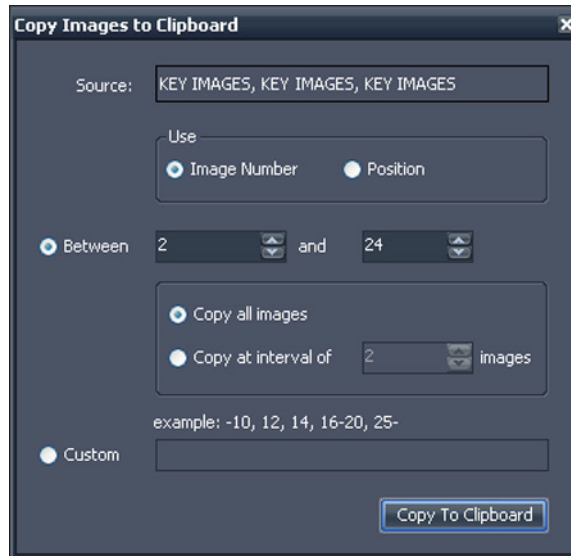 Copy Images to Clipboard
Source: KEY IMAGES, KEY IMAGES, KEY IMAGES
Use
Image Number Position
Between 2 and 24
Copy all images
Copy at interval of 2 images
example: -10, 12, 14, 16-20, 25-
Custom
Copy To Clipboard